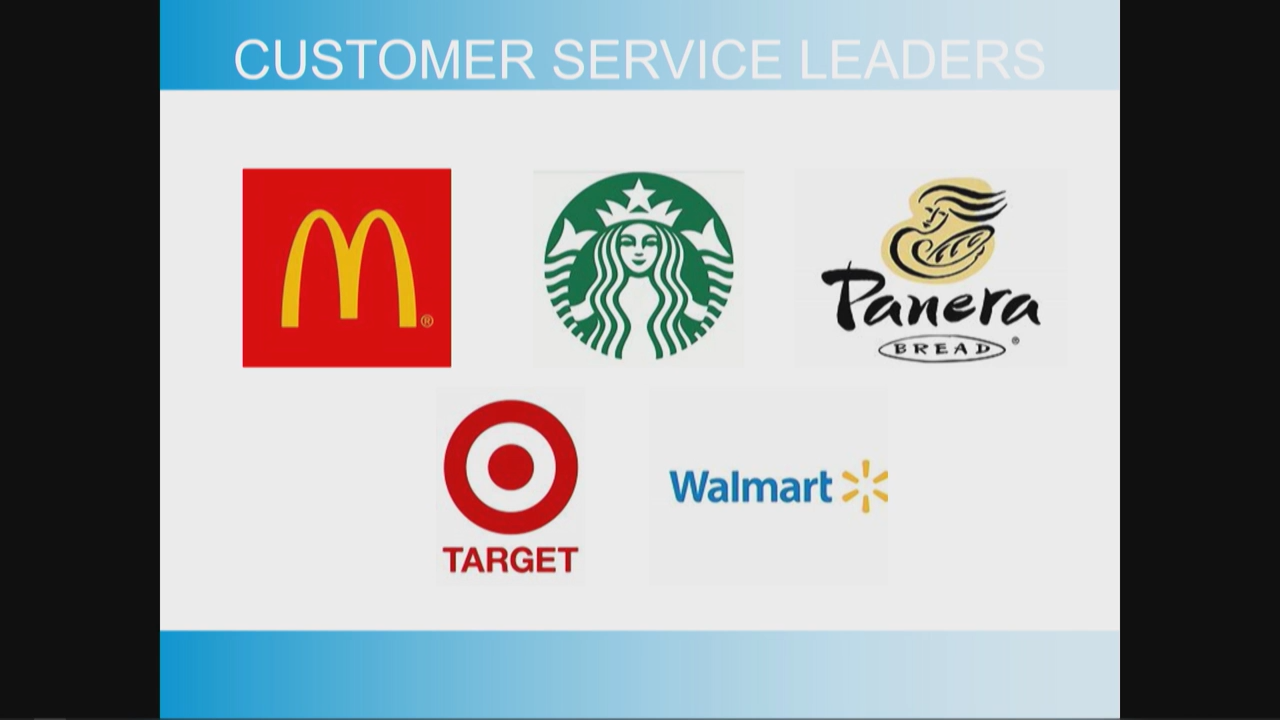 CUSTOMER SERVICE LEADERS
M
®
Panera
BREAD ®
TARGET
Walmart